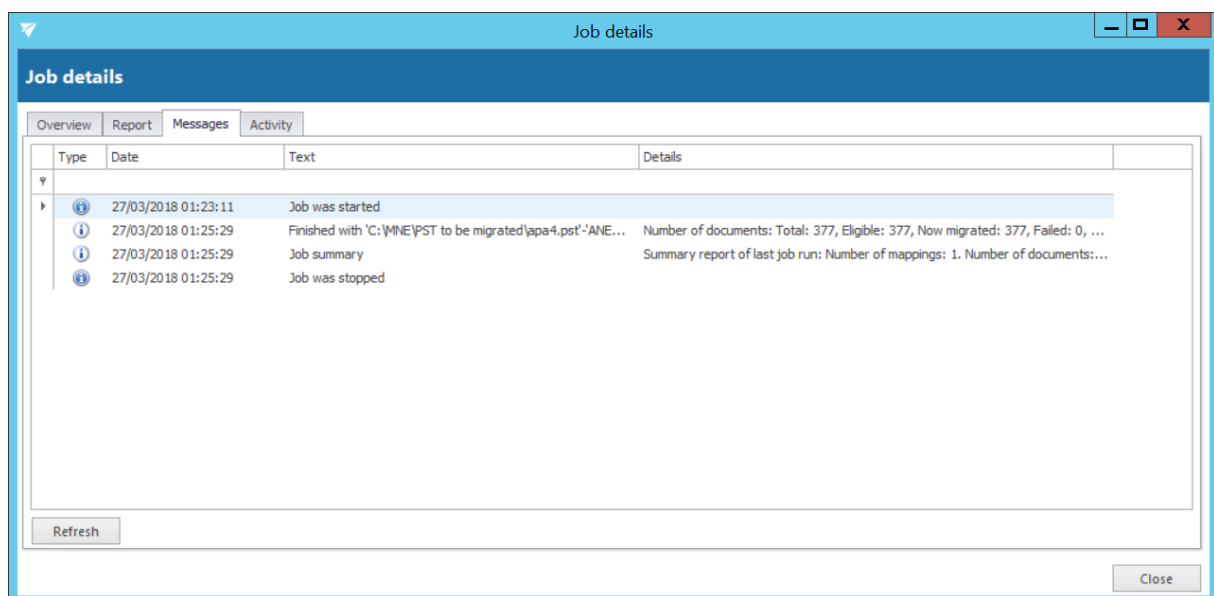 Job details
Job details
Overview Report Messages Activity
Type Date Text Details
27/03/2018 01:23:11 Job was started
27/03/2018 01:25:29 Finished with 'C:\MNE\PST to be migrated\apa4.pst'-'ANE... Number of documents: Total: 377, Eligible: 377, Now migrated: 377, Failed: 0, ...
27/03/2018 01:25:29 Job summary Summary report of last job run: Number of mappings: 1. Number of documents:...
27/03/2018 01:25:29 Job was stopped
Refresh
Close